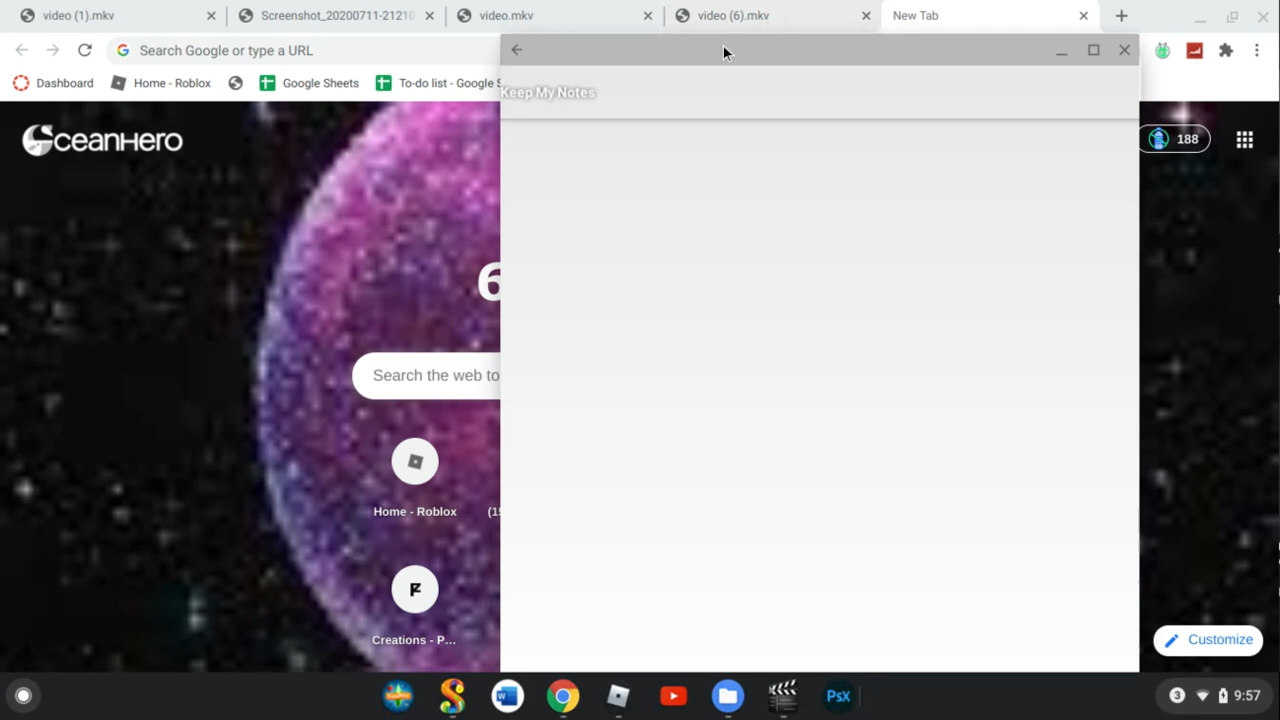 video (1).mkv
Screenshot_20200711-21210
video.mkv
video (6).mkv
New Tab
Search Google or type a URL
Dashboard
Home - Roblox
Google Sheets
To-do list - Google S
Keep My Notes
OceanHero
188
6
Search the web to
Home - Roblox
(15
Creations - P...
Customize
PsX
3
9:57